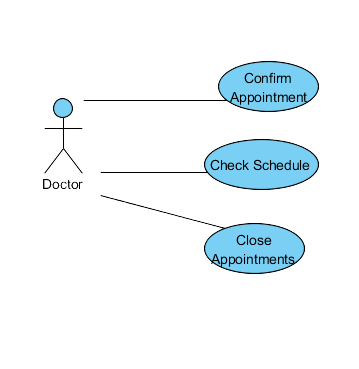 Confirm
Appointment
Check Schedule
Doctor
Close
Appointments